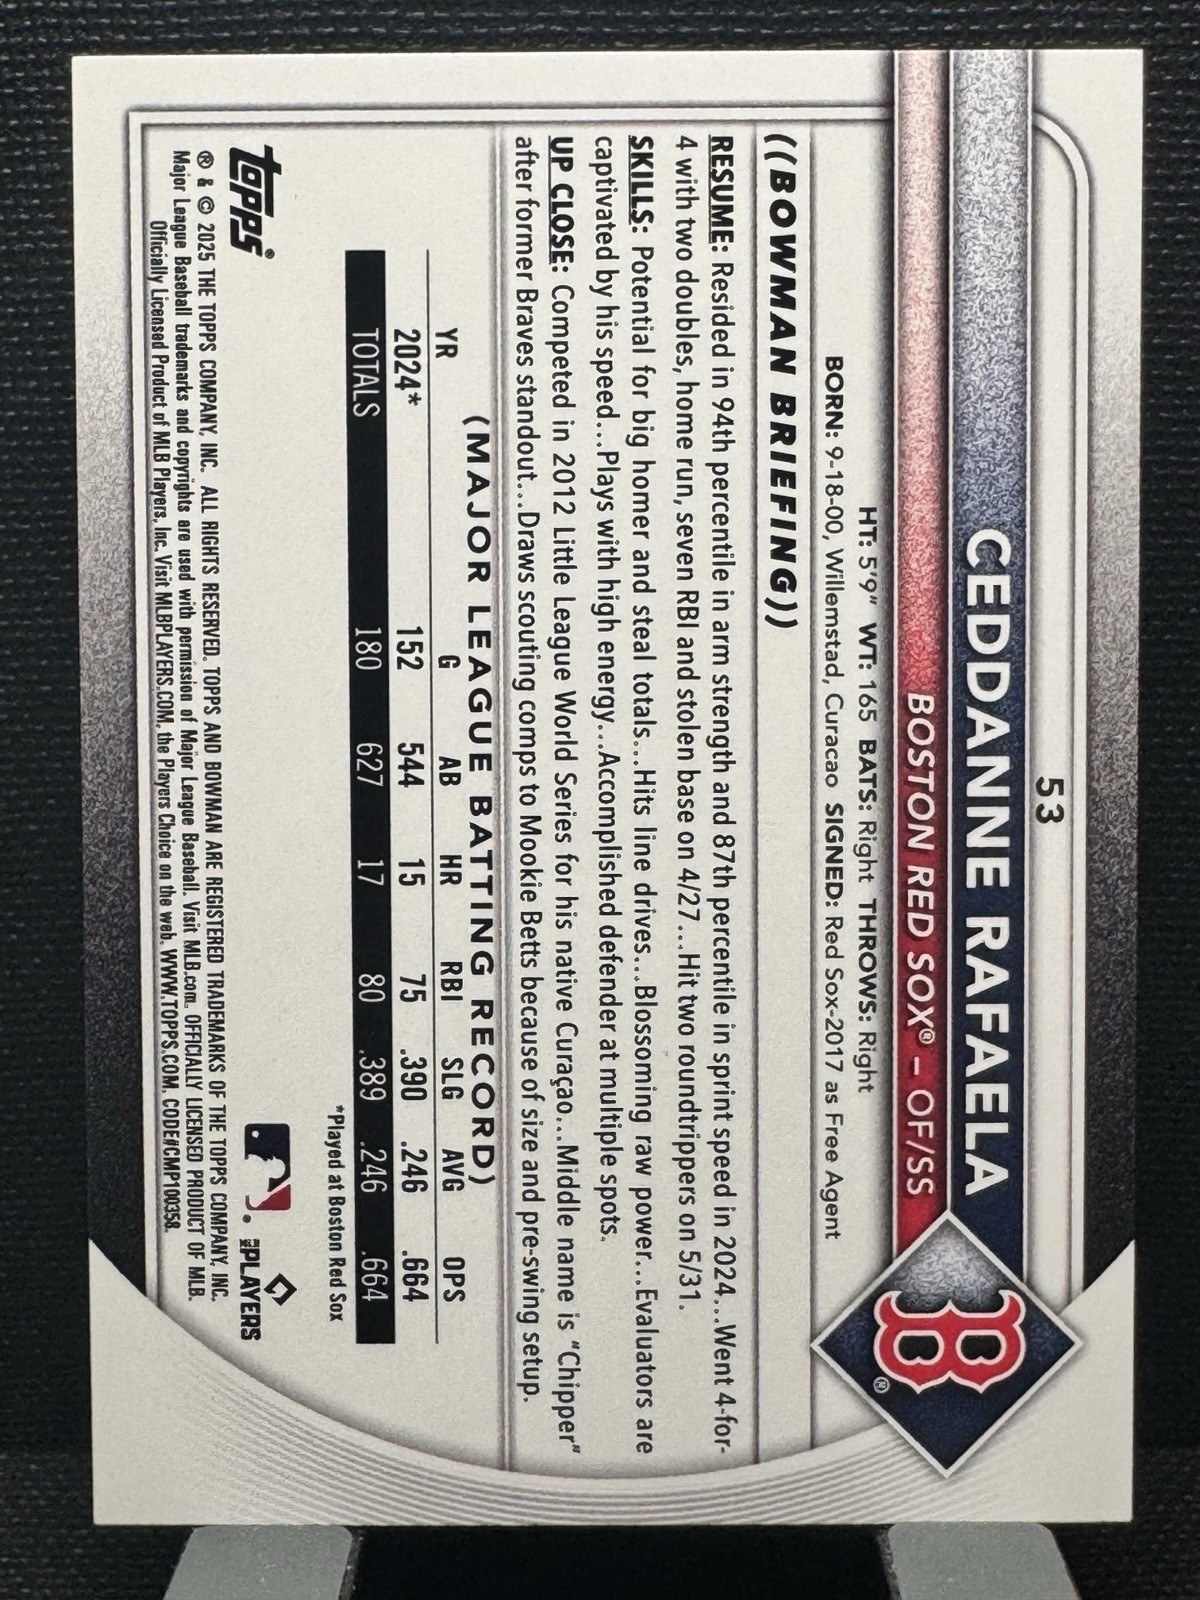 53
CEDDANNE RAFAELA
BOSTON RED SOX® – OF/SS
B®
HT: 5'9" WT: 165 BATS: Right THROWS: Right
BORN: 9-18-00, Willemstad, Curacao SIGNED: Red Sox-2017 as Free Agent
((BOWMAN BRIEFING))
RESUME: Resided in 94th percentile in arm strength and 87th percentile in sprint speed in 2024...Went 4-for-
4 with two doubles, home run, seven RBI and stolen base on 4/27...Hit two roundtrippers on 5/31.
SKILLS: Potential for big homer and steal totals...Hits line drives...Blossoming raw power...Evaluators are
captivated by his speed...Plays with high energy...Accomplished defender at multiple spots.
UP CLOSE: Competed in 2012 Little League World Series for his native Curaçao...Middle name is "Chipper"
after former Braves standout...Draws scouting comps to Mookie Betts because of size and pre-swing setup.
(MAJOR LEAGUE BATTING RECORD)
YR G AB HR RBI SLG AVG OPS
2024* 152 544 15 75 .390 .246 .664
TOTALS 180 627 17 80 .389 .246 .664
*Played at Boston Red Sox
topps®
MLB PLAYERS
® & © 2025 THE TOPPS COMPANY, INC. ALL RIGHTS RESERVED. TOPPS AND BOWMAN ARE REGISTERED TRADEMARKS OF THE TOPPS COMPANY, INC.
Major League Baseball trademarks and copyrights are used with permission of Major League Baseball. Visit MLB.com. OFFICIALLY LICENSED PRODUCT OF MLB.
Officially Licensed Product of MLB Players, Inc. Visit MLBPLAYERS.COM, the Players Choice on the web. WWW.TOPPS.COM. CODE#CMP100358.